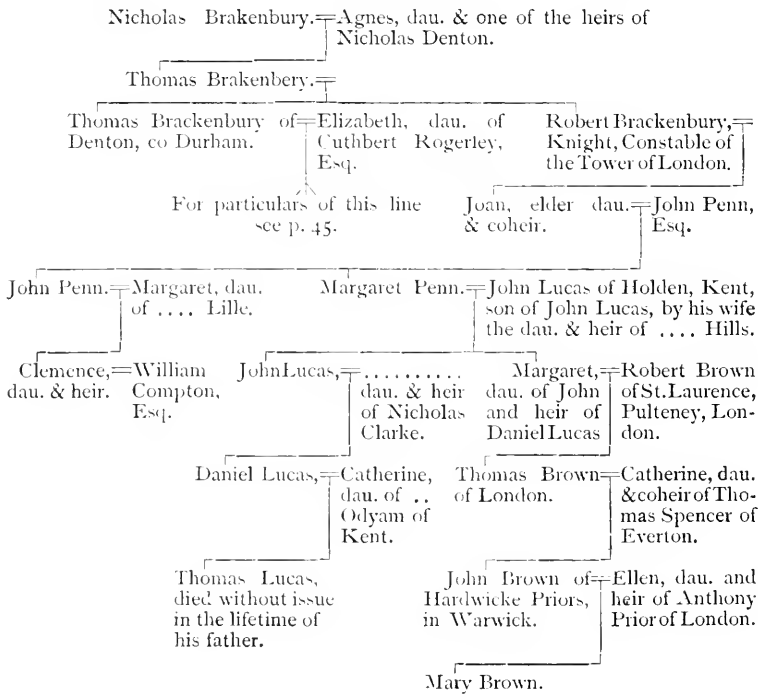 Nicholas Brakenbury.
Agnes, dau. & one of the heirs of
Nicholas Denton.
Thomas Brakenbery.
Thomas Brackenbury of
Denton, co Durham.
Elizabeth, dau. of
Cuthbert Rogerley,
Esq.
Robert Brackenbury,
Knight, Constable of
the Tower of London.
For particulars of this line
see p. 45.
Joan, elder dau.
& coheir.
John Penn,
Esq.
John Penn.
Margaret, dau.
of .... Lille.
Margaret Penn.
John Lucas of Holden, Kent,
son of John Lucas, by his wife
the dau. & heir of .... Hills.
Clemence,
dau. & heir.
William
Compton,
Esq.
John Lucas,
..........
dau. & heir
of Nicholas
Clarke.
Margaret,
dau. of John
and heir of
Daniel Lucas
Robert Brown
of St. Laurence,
Pulteney, Lon-
don.
Daniel Lucas,
Catherine,
dau. of ..
Odyam of
Kent.
Thomas Brown
of London.
Catherine, dau.
& coheir of Tho-
mas Spencer of
Everton.
Thomas Lucas,
died without issue
in the lifetime of
his father.
John Brown of
Hardwicke Priors,
in Warwick.
Ellen, dau. and
heir of Anthony
Prior of London.
Mary Brown.